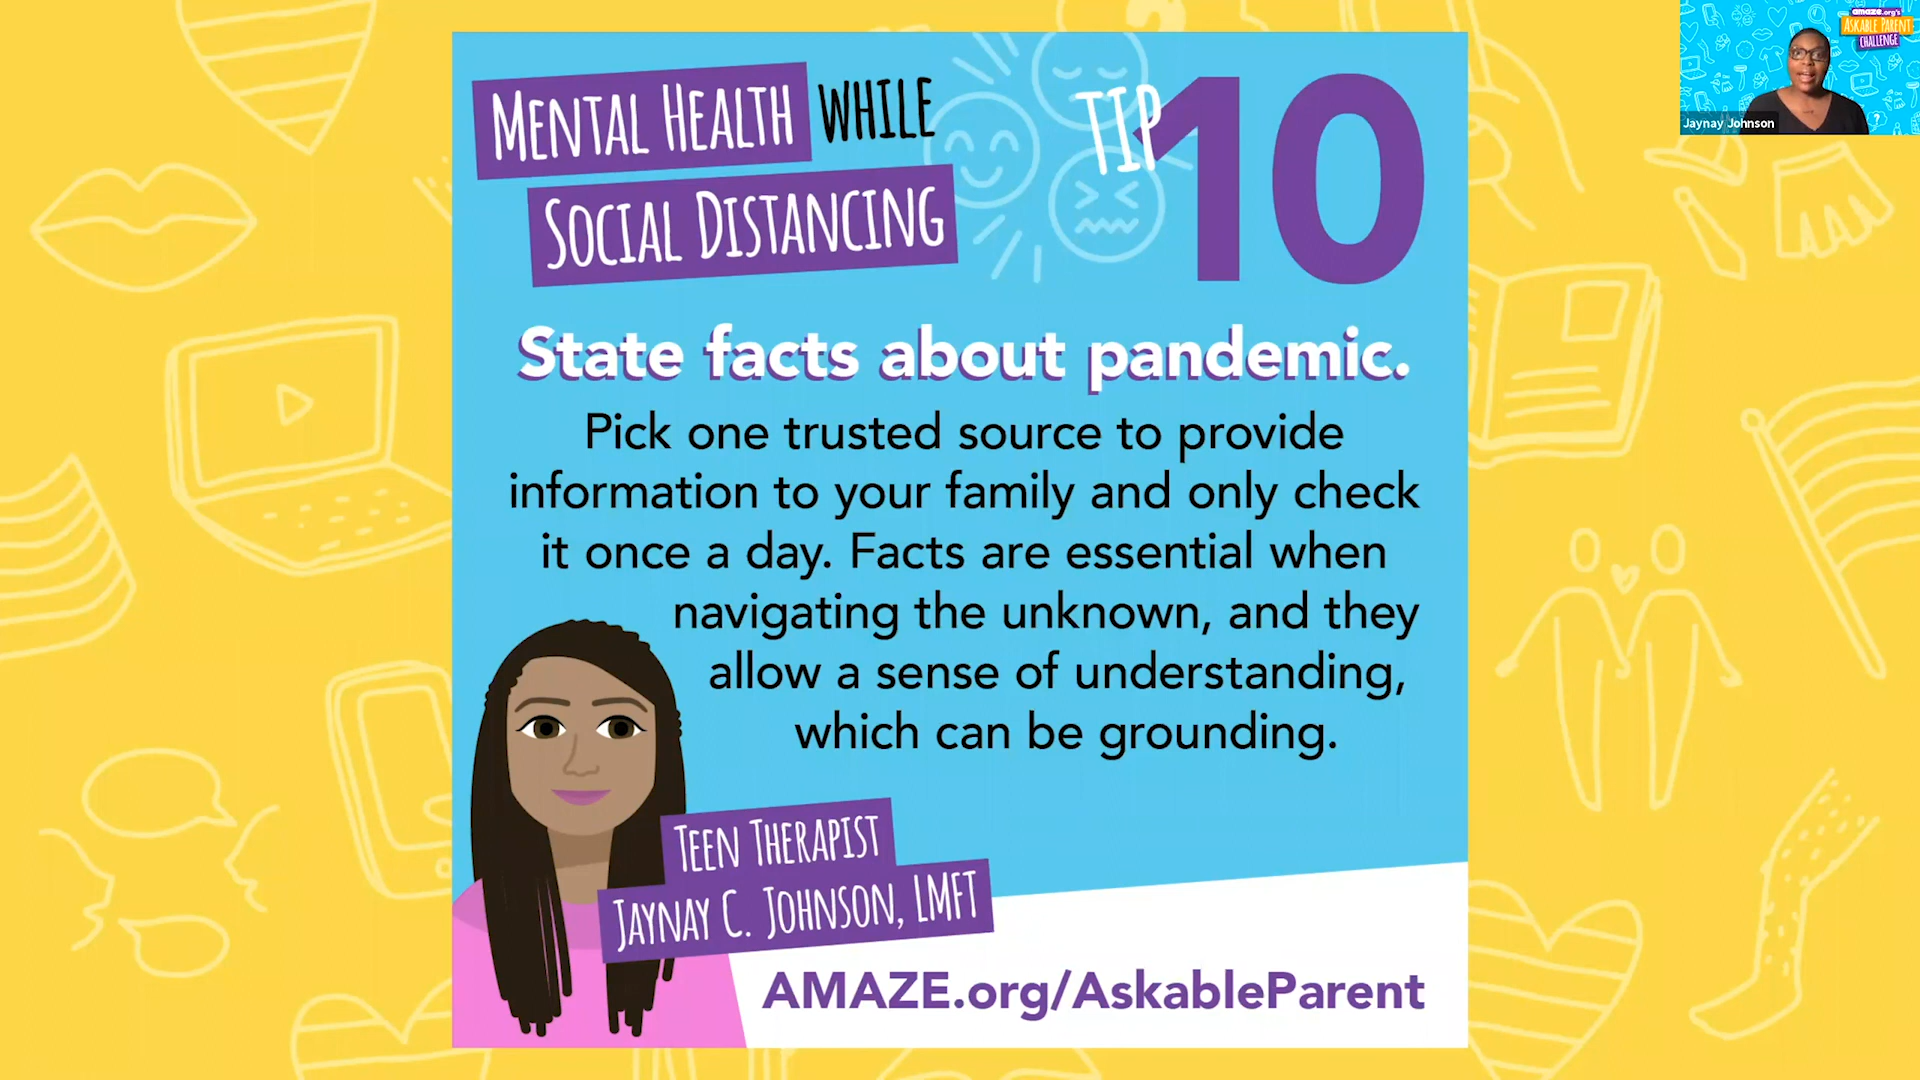 MENTAL HEALTH WHILE
SOCIAL DISTANCING
TIP 10
State facts about pandemic.
Pick one trusted source to provide
information to your family and only check
it once a day. Facts are essential when
navigating the unknown, and they
allow a sense of understanding,
which can be grounding.
TEEN THERAPIST
JAYNAY C. JOHNSON, LMFT
AMAZE.org/AskableParent
amaze.org's
ASKABLE PARENT
CHALLENGE
Jaynay Johnson